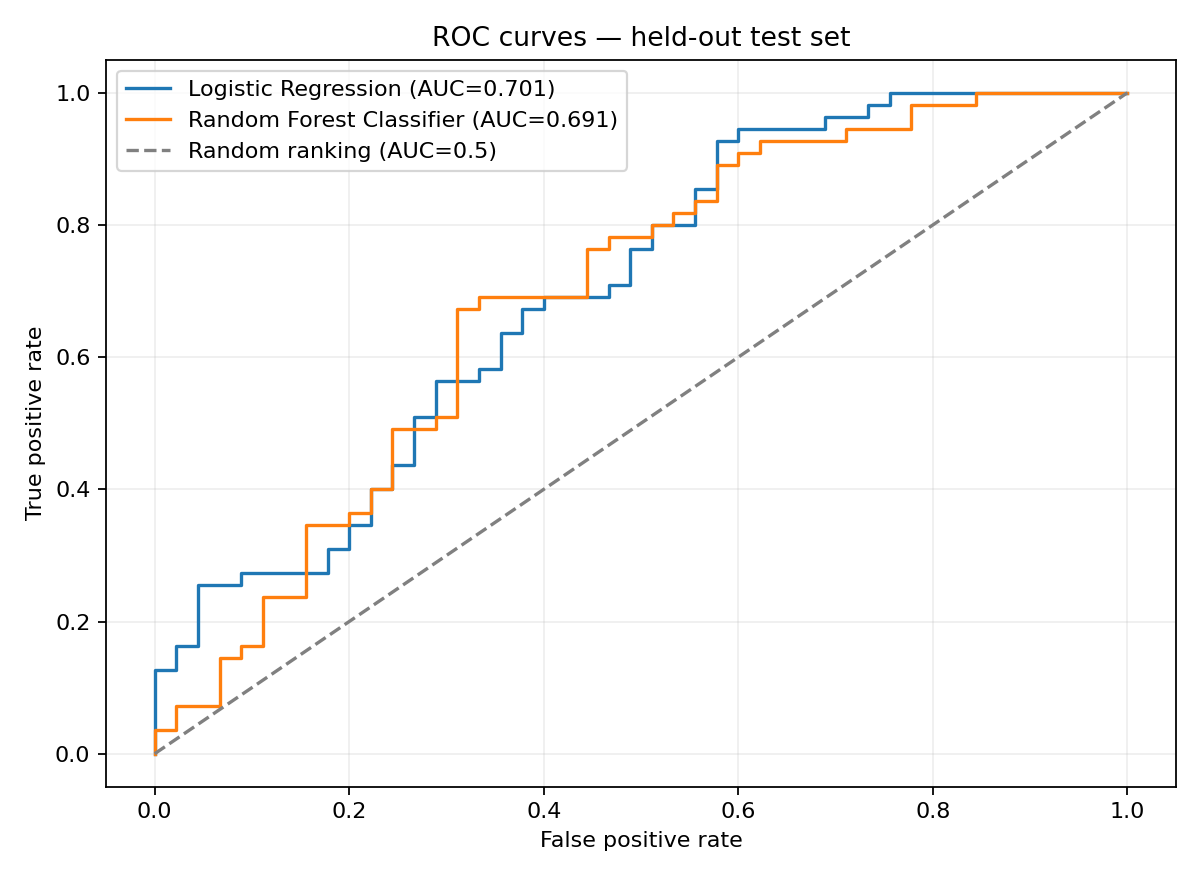 ROC curves — held-out test set
Logistic Regression (AUC=0.701)
Random Forest Classifier (AUC=0.691)
Random ranking (AUC=0.5)
True positive rate
1.0
0.8
0.6
0.4
0.2
0.0
0.0 0.2 0.4 0.6 0.8 1.0
False positive rate